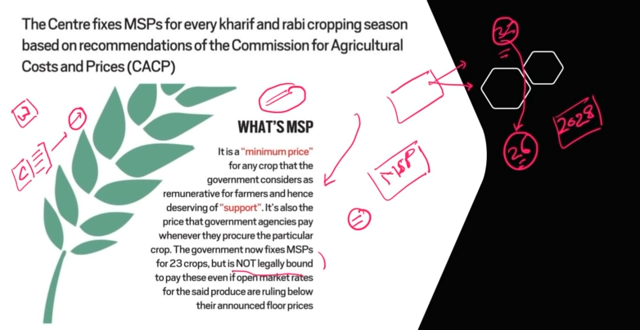 The Centre fixes MSPs for every kharif and rabi cropping season
based on recommendations of the Commission for Agricultural
Costs and Prices (CACP)
WHAT'S MSP
It is a "minimum price"
for any crop that the
government considers as
remunerative for farmers and hence
deserving of "support". It's also the
price that government agencies pay
whenever they procure the particular
crop. The government now fixes MSPs
for 23 crops, but is NOT legally bound
to pay these even if open market rates
for the said produce are ruling below
their announced floor prices
MSP
26
2028